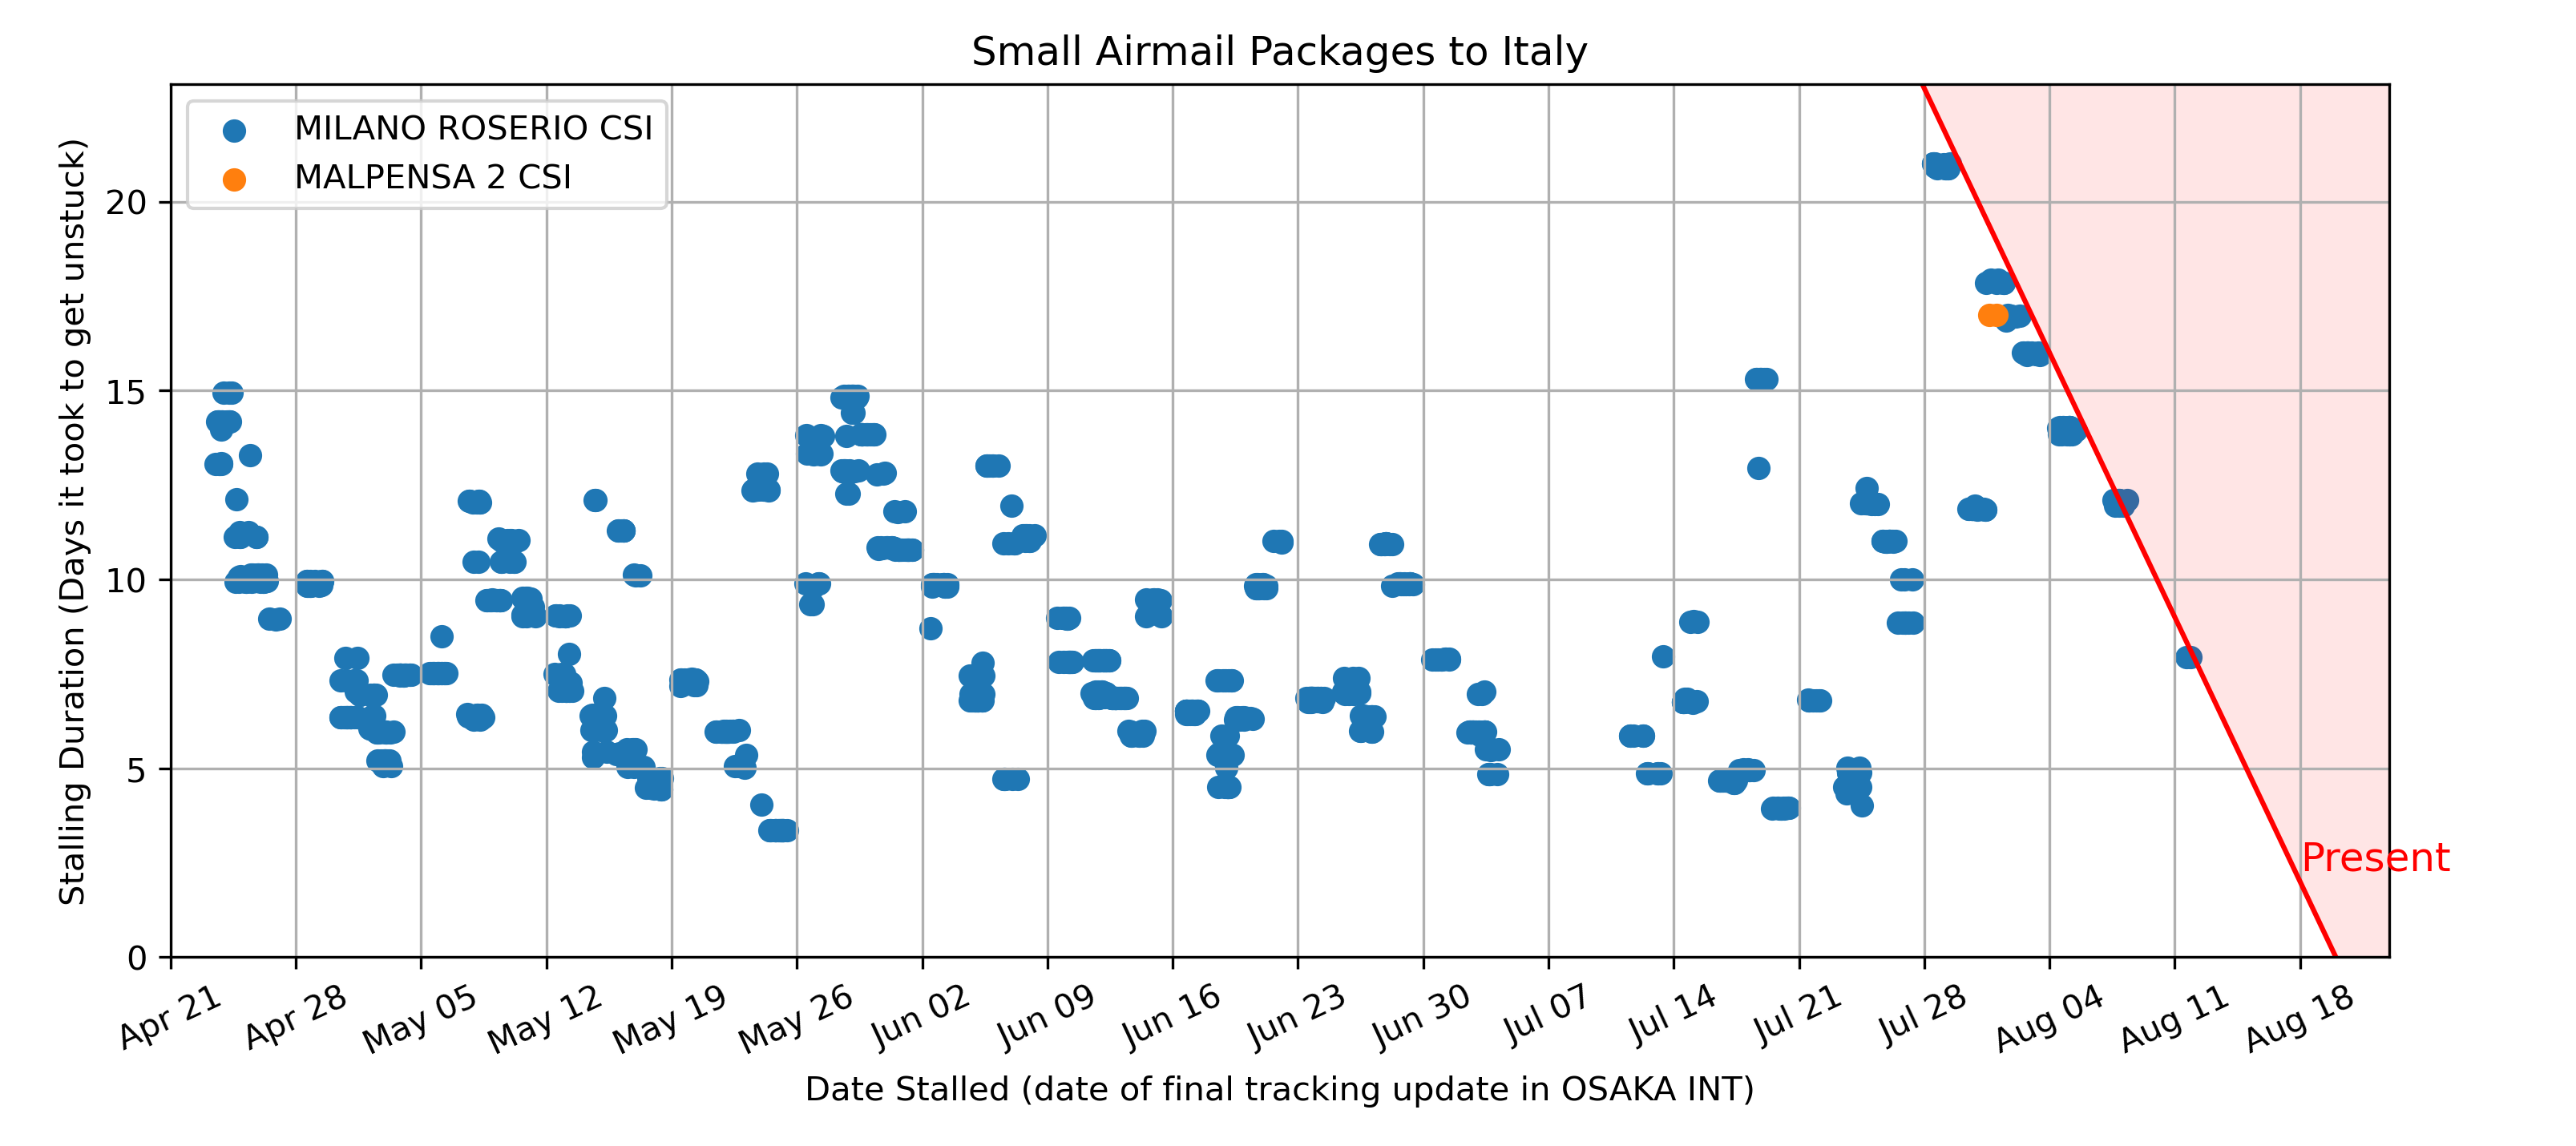 Small Airmail Packages to Italy
MILANO ROSERIO CSI
MALPENSA 2 CSI
Stalling Duration (Days it took to get unstuck)
20
15
10
5
0
Present
Apr 21 Apr 28 May 05 May 12 May 19 May 26 Jun 02 Jun 09 Jun 16 Jun 23 Jun 30 Jul 07 Jul 14 Jul 21 Jul 28 Aug 04 Aug 11 Aug 18
Date Stalled (date of final tracking update in OSAKA INT)